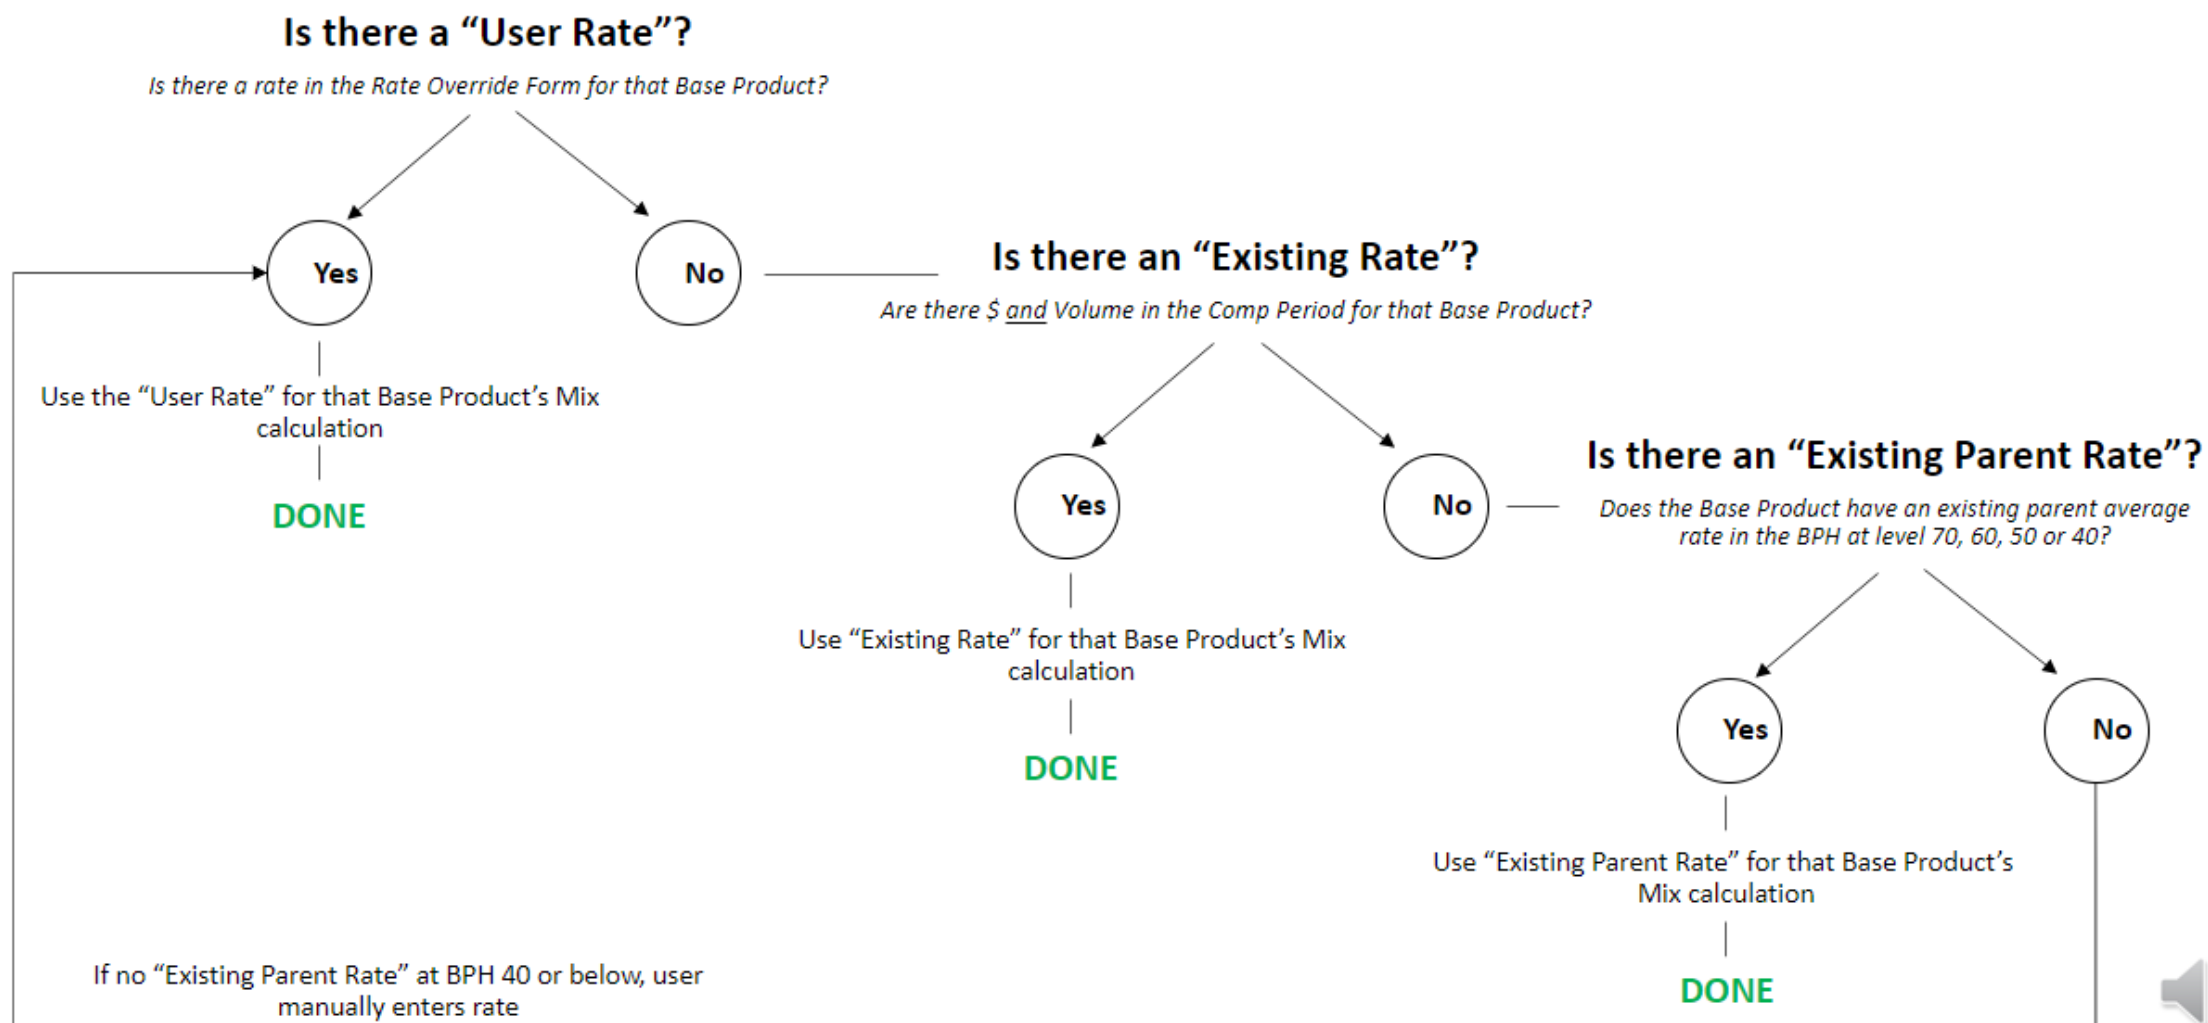 Is there a “User Rate”?
Is there a rate in the Rate Override Form for that Base Product?
Yes
No
Use the “User Rate” for that Base Product’s Mix
calculation
DONE
Is there an “Existing Rate”?
Are there $ and Volume in the Comp Period for that Base Product?
Yes
No
Use “Existing Rate” for that Base Product’s Mix
calculation
DONE
Is there an “Existing Parent Rate”?
Does the Base Product have an existing parent average
rate in the BPH at level 70, 60, 50 or 40?
Yes
No
Use “Existing Parent Rate” for that Base Product’s
Mix calculation
DONE
If no “Existing Parent Rate” at BPH 40 or below, user
manually enters rate